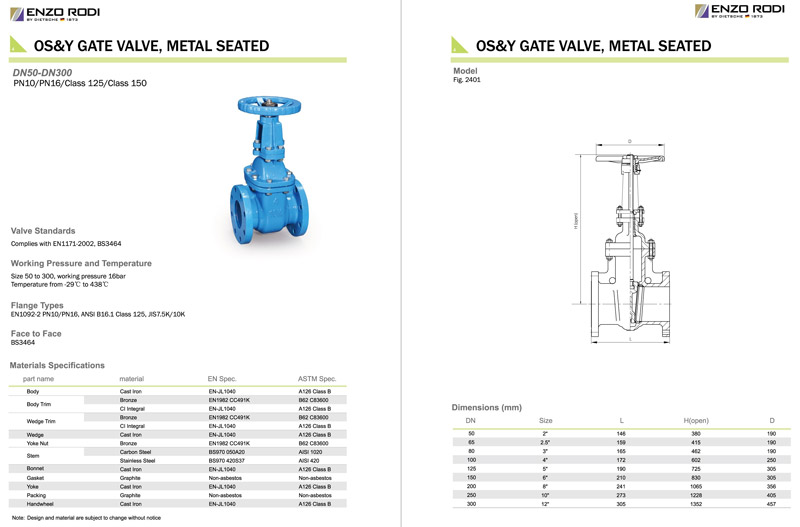 ENZO RODI
BY DIETSCHE 1873
OS&Y GATE VALVE, METAL SEATED
DN50-DN300
PN10/PN16/Class 125/Class 150
Valve Standards
Complies with EN1171-2002, BS3464
Working Pressure and Temperature
Size 50 to 300, working pressure 16bar
Temperature from -29℃ to 438℃
Flange Types
EN1092-2 PN10/PN16, ANSI B16.1 Class 125, JIS7.5K/10K
Face to Face
BS3464
Materials Specifications
part name material EN Spec. ASTM Spec.
Body Cast Iron EN-JL1040 A126 Class B
Body Trim Bronze EN1982 CC491K B62 C83600
CI Integral EN-JL1040 A126 Class B
Wedge Trim Bronze EN1982 CC491K B62 C83600
CI Integral EN-JL1040 A126 Class B
Wedge Cast Iron EN-JL1040 A126 Class B
Yoke Nut Bronze EN1982 CC491K B62 C83600
Stem Carbon Steel BS970 050A20 AISI 1020
Stainless Steel BS970 420S37 AISI 420
Bonnet Cast Iron EN-JL1040 A126 Class B
Gasket Graphite Non-asbestos Non-asbestos
Yoke Cast Iron EN-JL1040 A126 Class B
Packing Graphite Non-asbestos Non-asbestos
Handwheel Cast Iron EN-JL1040 A126 Class B
Note: Design and material are subject to change without notice
ENZO RODI
BY DIETSCHE 1873
OS&Y GATE VALVE, METAL SEATED
Model
Fig. 2401
D
H(open)
L
Dimensions (mm)
DN Size L H(open) D
50 2" 146 380 190
65 2.5" 159 415 190
80 3" 165 462 190
100 4" 172 602 250
125 5" 190 725 305
150 6" 210 830 305
200 8" 241 1065 356
250 10" 273 1228 405
300 12" 305 1352 457